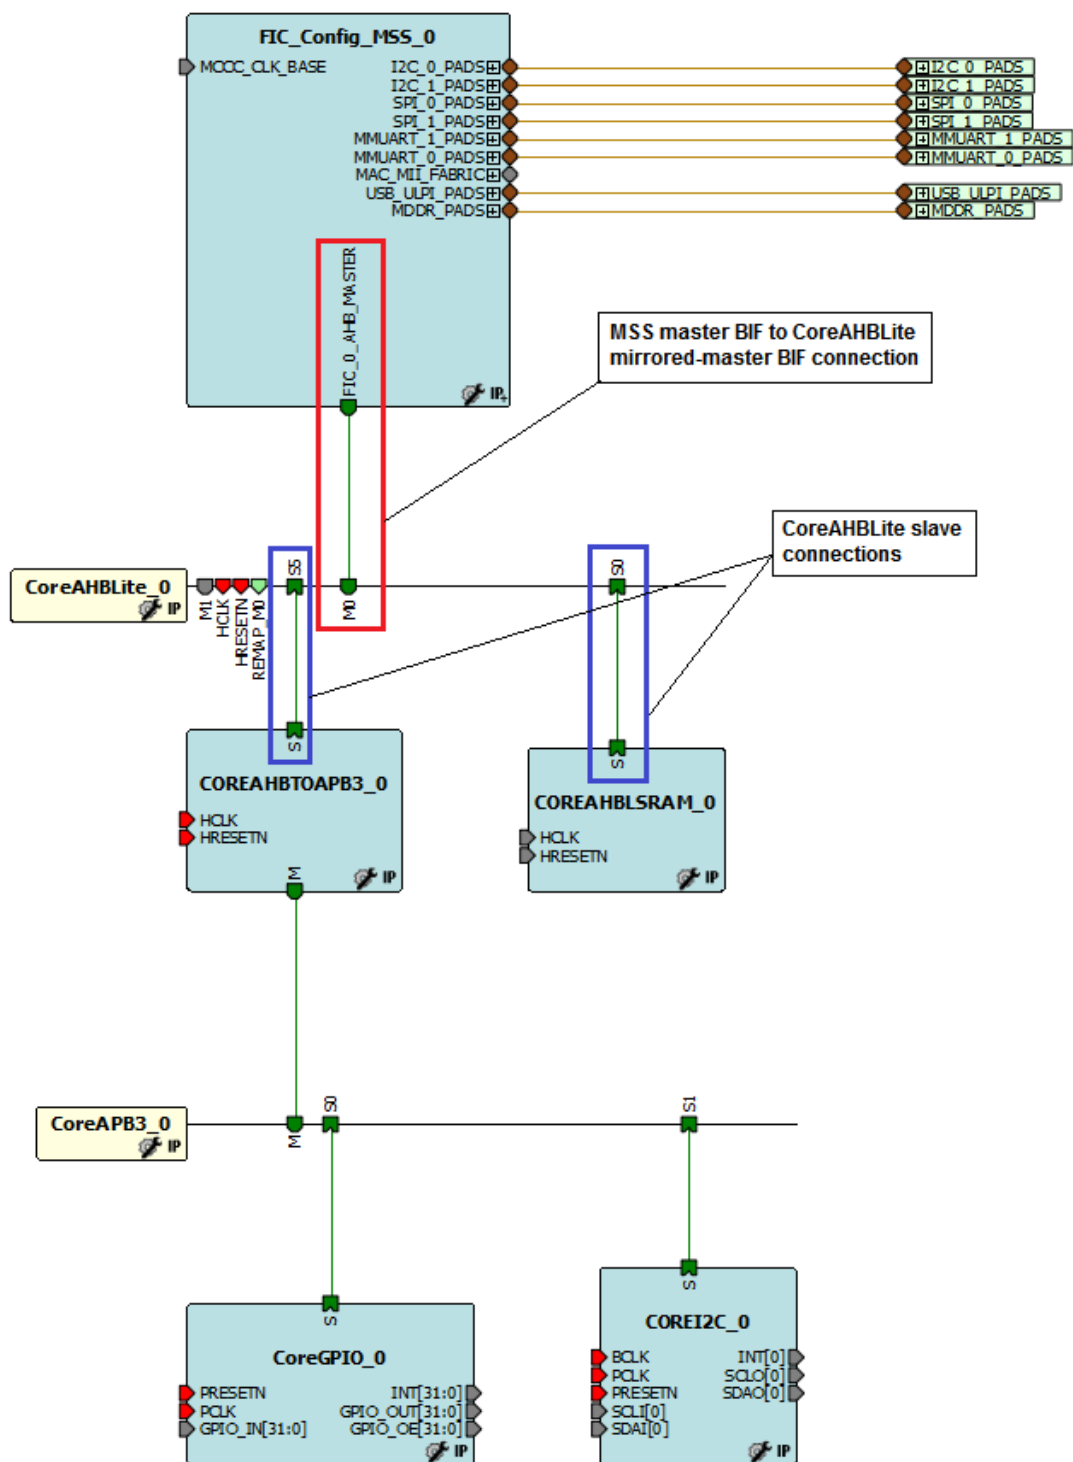 FIC_Config_MSS_0
MCCC_CLK_BASE
I2C_0_PADS
I2C_1_PADS
SPI_0_PADS
SPI_1_PADS
MMUART_1_PADS
MMUART_0_PADS
MAC_MII_FABRIC
USB_ULPI_PADS
MDDR_PADS
I2C_0_PADS
I2C_1_PADS
SPI_0_PADS
SPI_1_PADS
MMUART_1_PADS
MMUART_0_PADS
USB_ULPI_PADS
MDDR_PADS
FIC_0_AHB_MASTER
IP
MSS master BIF to CoreAHBLite
mirrored-master BIF connection
CoreAHBLite slave
connections
CoreAHBLite_0
IP
M1
HCLK
HRESETN
REMAP_M0
S5
M0
S0
S
COREAHBTOAPB3_0
HCLK
HRESETN
M
IP
S
COREAHBLSRAM_0
HCLK
HRESETN
IP
CoreAPB3_0
IP
M
S0
S1
S
CoreGPIO_0
PRESETN
PCLK
GPIO_IN[31:0]
INT[31:0]
GPIO_OUT[31:0]
GPIO_OE[31:0]
IP
S
COREI2C_0
BCLK
PCLK
PRESETN
SCLI[0]
SDAI[0]
INT[0]
SCLO[0]
SDAO[0]
IP